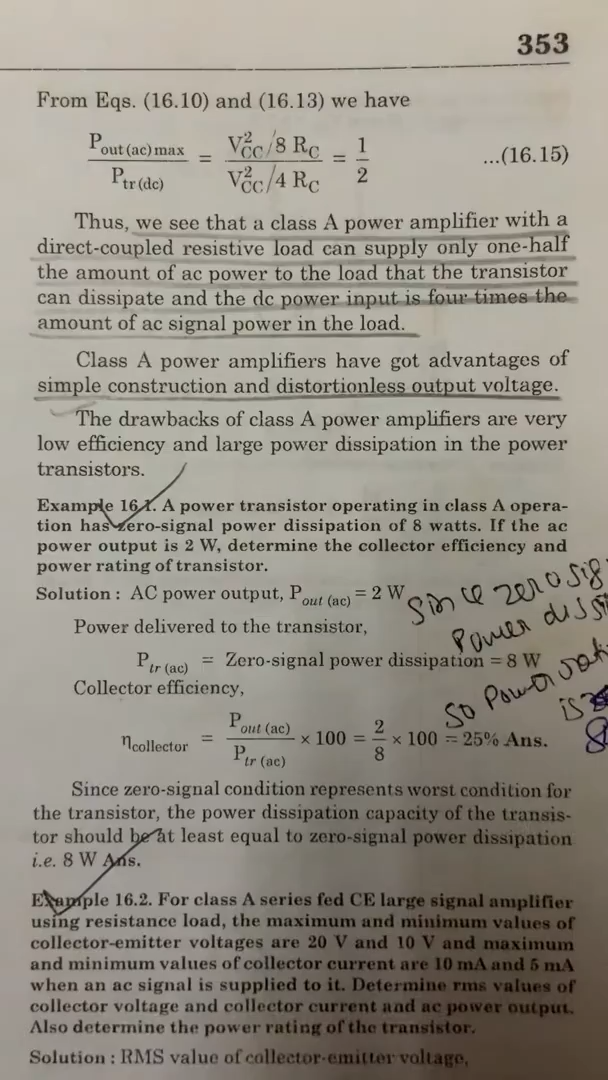 353
From Eqs. (16.10) and (16.13) we have
P out (ac) max / P tr (dc) = V²CC/8 RC / V²CC/4 RC = 1/2 ...(16.15)
Thus, we see that a class A power amplifier with a
direct-coupled resistive load can supply only one-half
the amount of ac power to the load that the transistor
can dissipate and the dc power input is four times the
amount of ac signal power in the load.
Class A power amplifiers have got advantages of
simple construction and distortionless output voltage.
The drawbacks of class A power amplifiers are very
low efficiency and large power dissipation in the power
transistors.
Example 16.1. A power transistor operating in class A opera-
tion has zero-signal power dissipation of 8 watts. If the ac
power output is 2 W, determine the collector efficiency and
power rating of transistor.
Solution : AC power output, P out (ac) = 2 W
Since zero sig
Power diss
Power delivered to the transistor,
P tr (ac) = Zero-signal power dissipation = 8 W
Collector efficiency,
So Power rati
is
8
η collector = P out (ac) / P tr (ac) × 100 = 2/8 × 100 = 25% Ans.
Since zero-signal condition represents worst condition for
the transistor, the power dissipation capacity of the transis-
tor should be at least equal to zero-signal power dissipation
i.e. 8 W Ans.
Example 16.2. For class A series fed CE large signal amplifier
using resistance load, the maximum and minimum values of
collector-emitter voltages are 20 V and 10 V and maximum
and minimum values of collector current are 10 mA and 5 mA
when an ac signal is supplied to it. Determine rms values of
collector voltage and collector current and ac power output.
Also determine the power rating of the transistor.
Solution : RMS value of collector-emitter voltage,